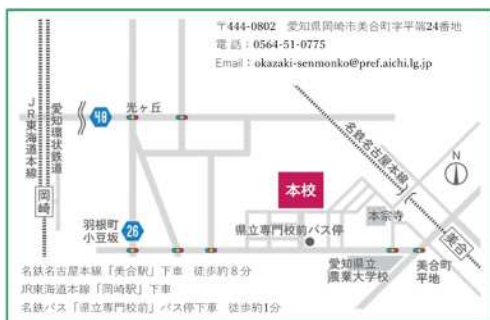 〒444-0802 愛知県岡崎市美合町字平端24番地
電 話：0564-51-0775
Email：okazaki-senmonko@pref.aichi.lg.jp
JR東海道本線
愛知環状鉄道
岡崎
48
光ヶ丘
名鉄名古屋本線
N
本校
本宗寺
美合
羽根町
小豆坂
26
県立専門校前バス停
愛知県立
農業大学校
美合町
平地
名鉄名古屋本線「美合駅」下車 徒歩約8分
JR東海道本線「岡崎駅」下車
名鉄バス「県立専門校前」バス停下車 徒歩約1分